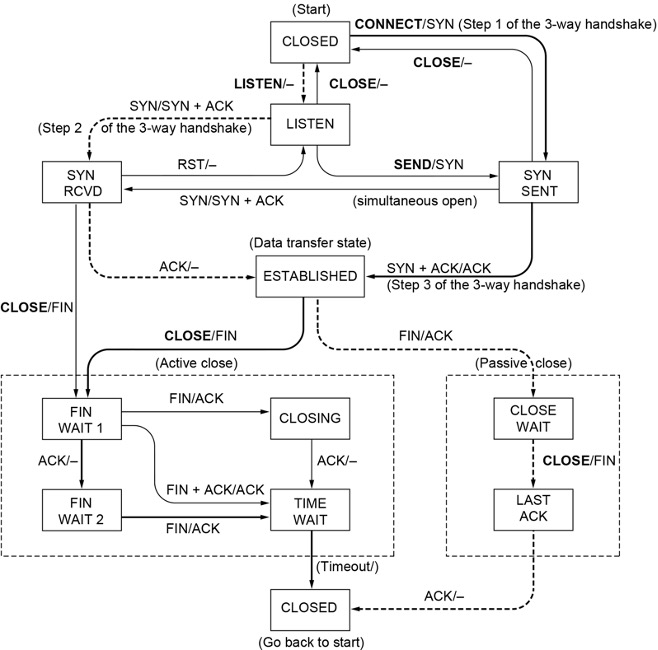 (Start)
CONNECT/SYN (Step 1 of the 3-way handshake)
CLOSED
CLOSE/–
LISTEN/–
CLOSE/–
SYN/SYN + ACK
(Step 2 of the 3-way handshake)
LISTEN
SYN
RCVD
RST/–
SEND/SYN
SYN
SENT
SYN/SYN + ACK
(simultaneous open)
(Data transfer state)
ACK/–
ESTABLISHED
SYN + ACK/ACK
(Step 3 of the 3-way handshake)
CLOSE/FIN
CLOSE/FIN
FIN/ACK
(Active close)
(Passive close)
FIN
WAIT 1
FIN/ACK
CLOSING
CLOSE
WAIT
ACK/–
ACK/–
CLOSE/FIN
FIN + ACK/ACK
FIN
WAIT 2
FIN/ACK
TIME
WAIT
LAST
ACK
(Timeout/)
CLOSED
ACK/–
(Go back to start)